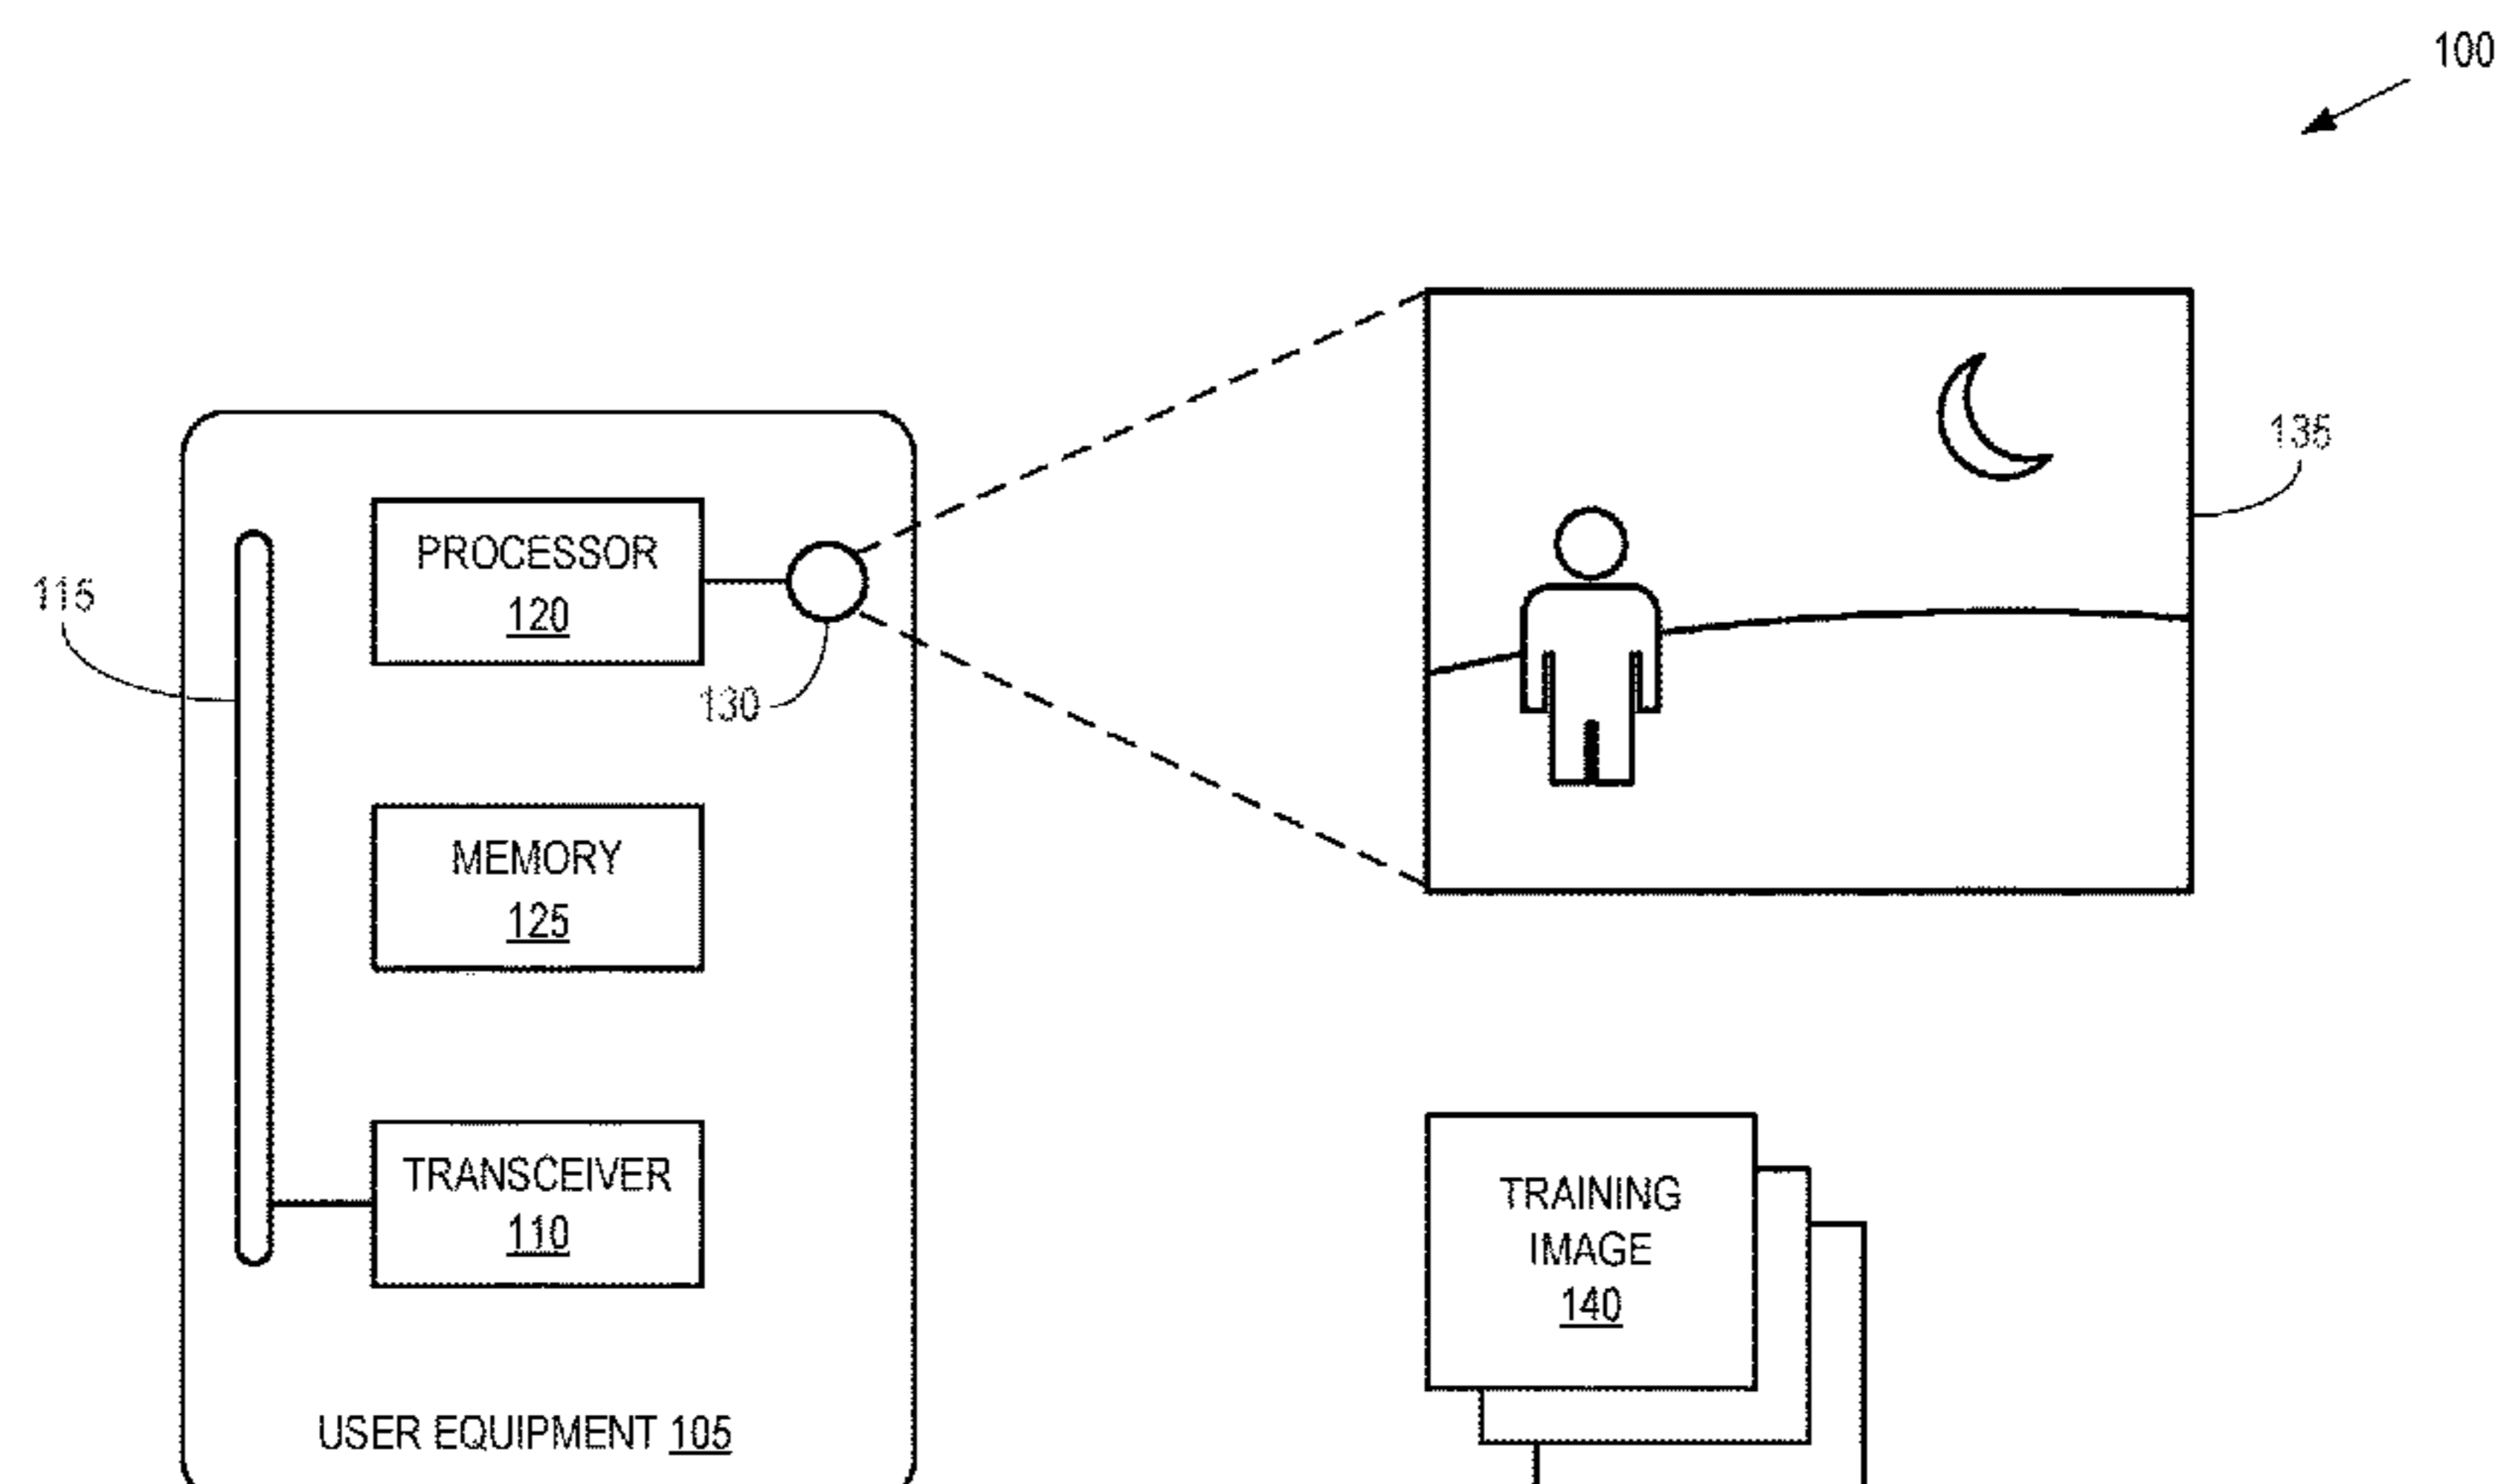 100
135
PROCESSOR
120
115
130
MEMORY
125
TRANSCEIVER
110
TRAINING
IMAGE
140
USER EQUIPMENT 105